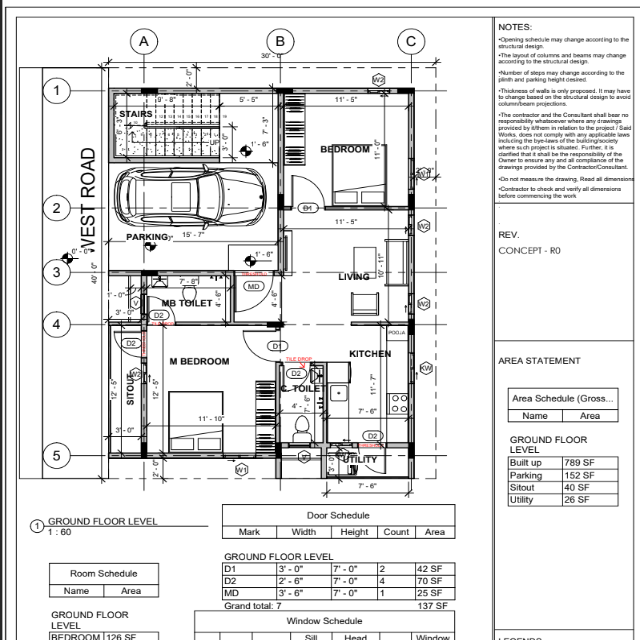 A
B
C
30'- 0"
2'- 0"
1
9'- 8"
5'- 5"
11'- 5"
W2
STAIRS
UP
7'- 3"
1'- 6"
BEDROOM
11'- 0"
WEST ROAD
2
D1
11'- 5"
W2
PARKING
15'- 7"
0'- 0"
1'- 6"
3
40'- 0"
LIVING
10'- 11"
7'- 8"
MD
1'- 0"
V
MB TOILET
4'- 6"
4'- 6"
W2
3'- 0"
D2
4
POOJA
D2
D1
M BEDROOM
TILE DROP
KITCHEN
D2
KW
W2
C. TOILET
11'- 7"
SITOUT
12'- 5"
12'- 5"
4'-
7'- 6"
7'- 6"
11'- 10"
3'- 0"
D2
5
UTILITY
3'- 0"
W1
2'- 0"
7'- 6"
1
GROUND FLOOR LEVEL
1 : 60
Door Schedule
Mark Width Height Count Area
GROUND FLOOR LEVEL
D1 3' - 0" 7' - 0" 2 42 SF
D2 2' - 6" 7' - 0" 4 70 SF
MD 3' - 6" 7' - 0" 1 25 SF
Grand total: 7 137 SF
Room Schedule
Name Area
GROUND FLOOR
LEVEL
BEDROOM 126 SF
Window Schedule
Sill Head Window
NOTES:
•Opening schedule may change according to the
structural design.
•The layout of columns and beams may change
according to the structural design.
•Number of steps may change according to the
plinth and parking height desired.
•Thickness of walls is only proposed. It may have
to change based on the structural design to avoid
column/beam projections.
•The contractor and the Consultant shall bear no
responsibility whatsoever where any drawings
provided by it/them in relation to the project / Said
Works, does not comply with any applicable laws
including the bye-laws of the building/society
where such project is situated. Further, it is
clarified that it shall be the responsibility of the
Owner to ensure any and all compliance of the
drawings provided by the Contractor/Consultant.
•Do not measure the drawing, Read all dimensions
•Contractor to check and verify all dimensions
before commencing the work
REV.
CONCEPT - R0
AREA STATEMENT
Area Schedule (Gross...
Name Area
GROUND FLOOR
LEVEL
Built up 789 SF
Parking 152 SF
Sitout 40 SF
Utility 26 SF
LEGENDS